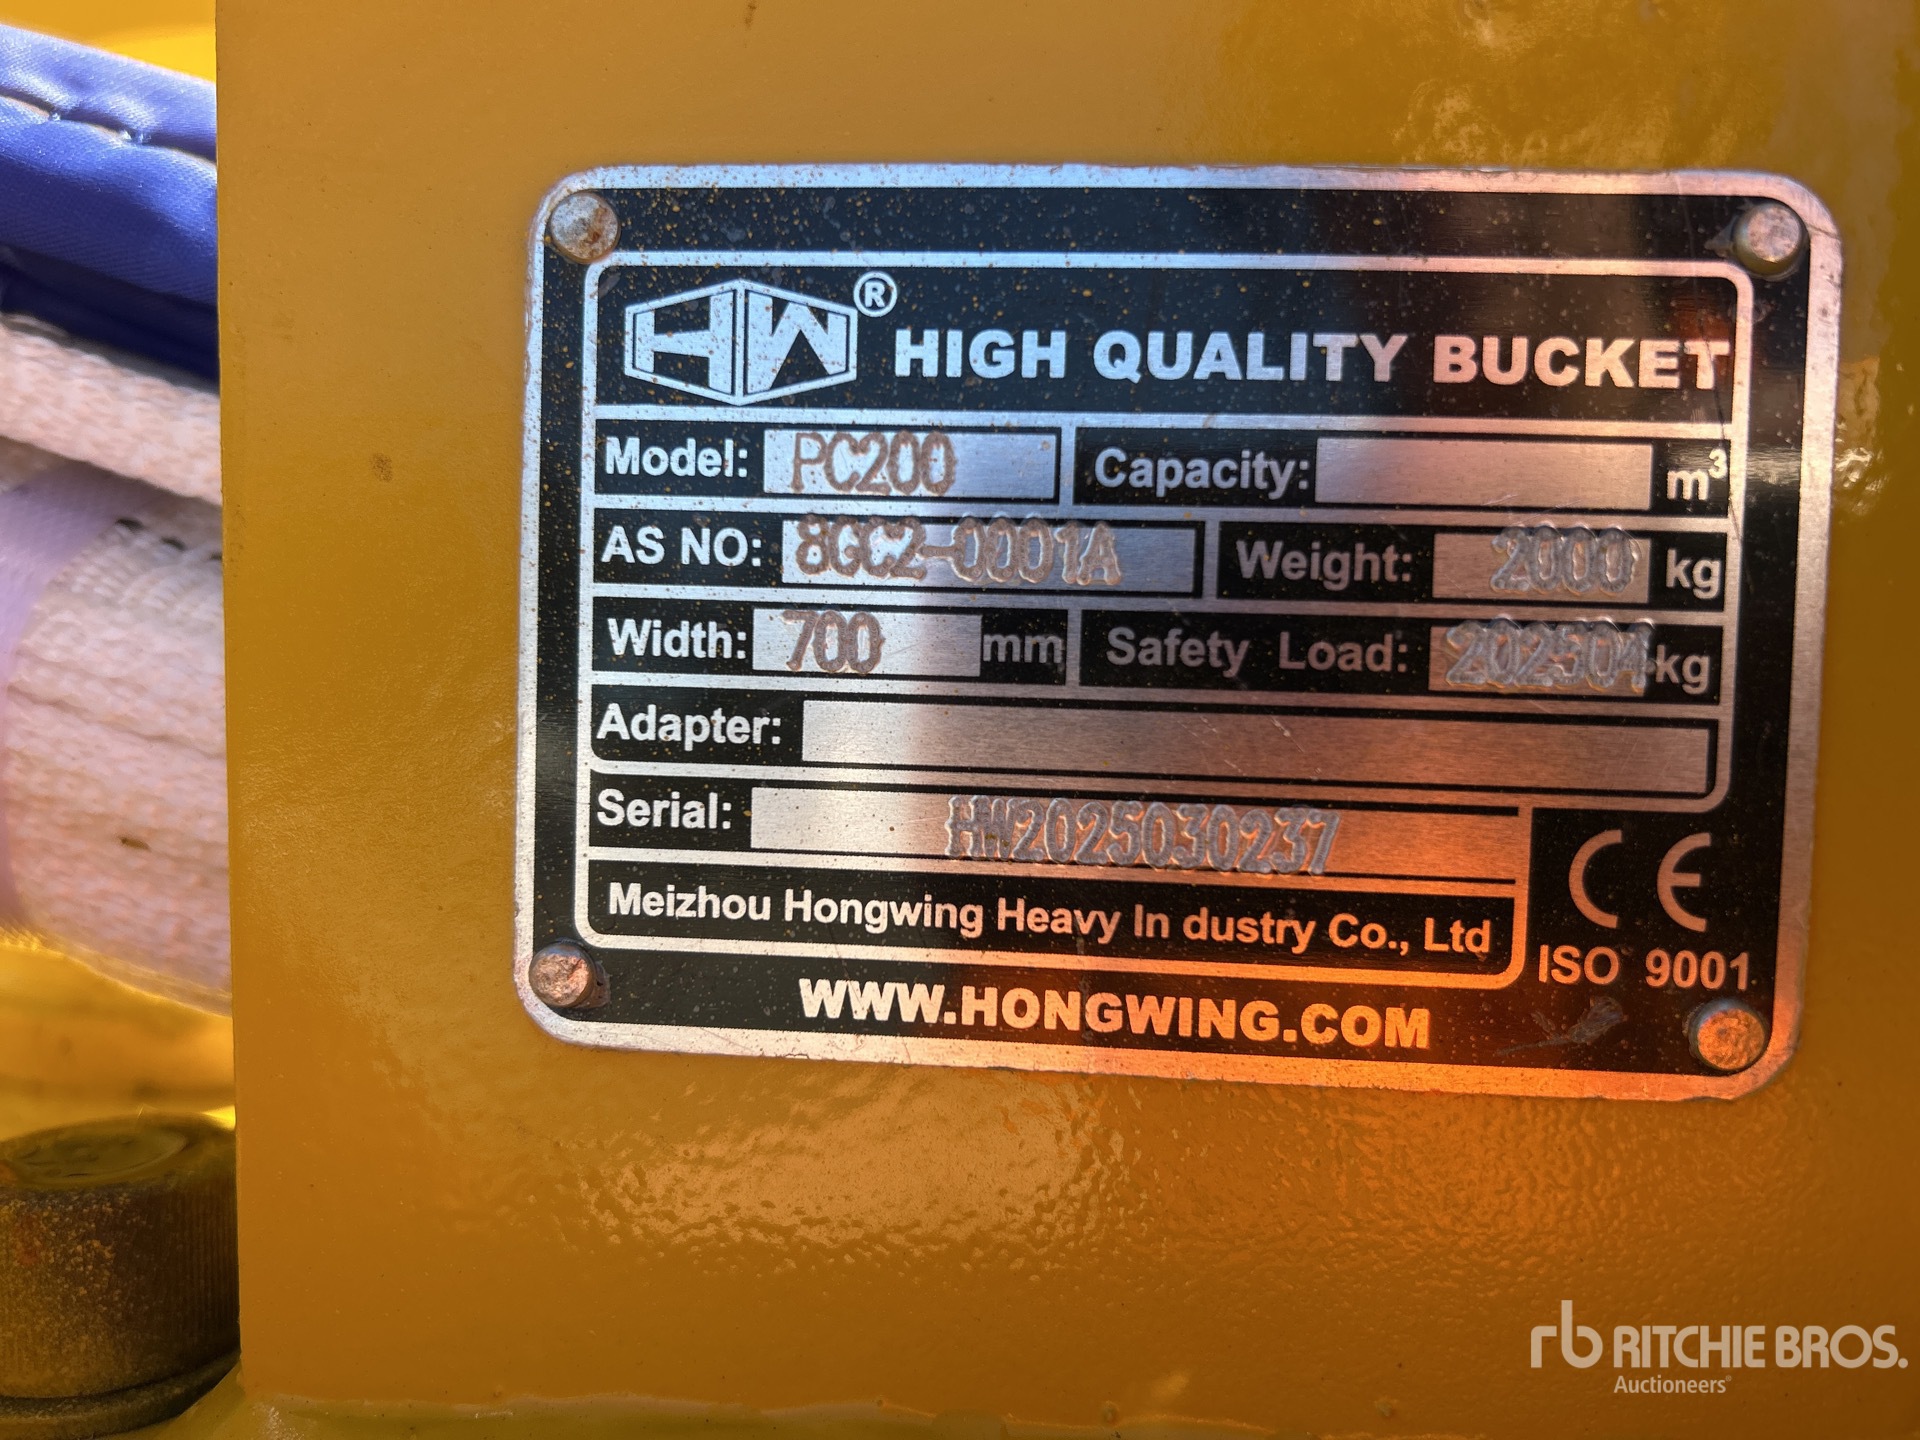 HW® HIGH QUALITY BUCKET
Model: PC200 Capacity: m³
AS NO: 8GC2-0001A Weight: 2000 kg
Width: 700 mm Safety Load: 202504 kg
Adapter:
Serial: HW2025030237
Meizhou Hongwing Heavy In dustry Co., Ltd
CE
ISO 9001
WWW.HONGWING.COM
rb RITCHIE BROS.
Auctioneers